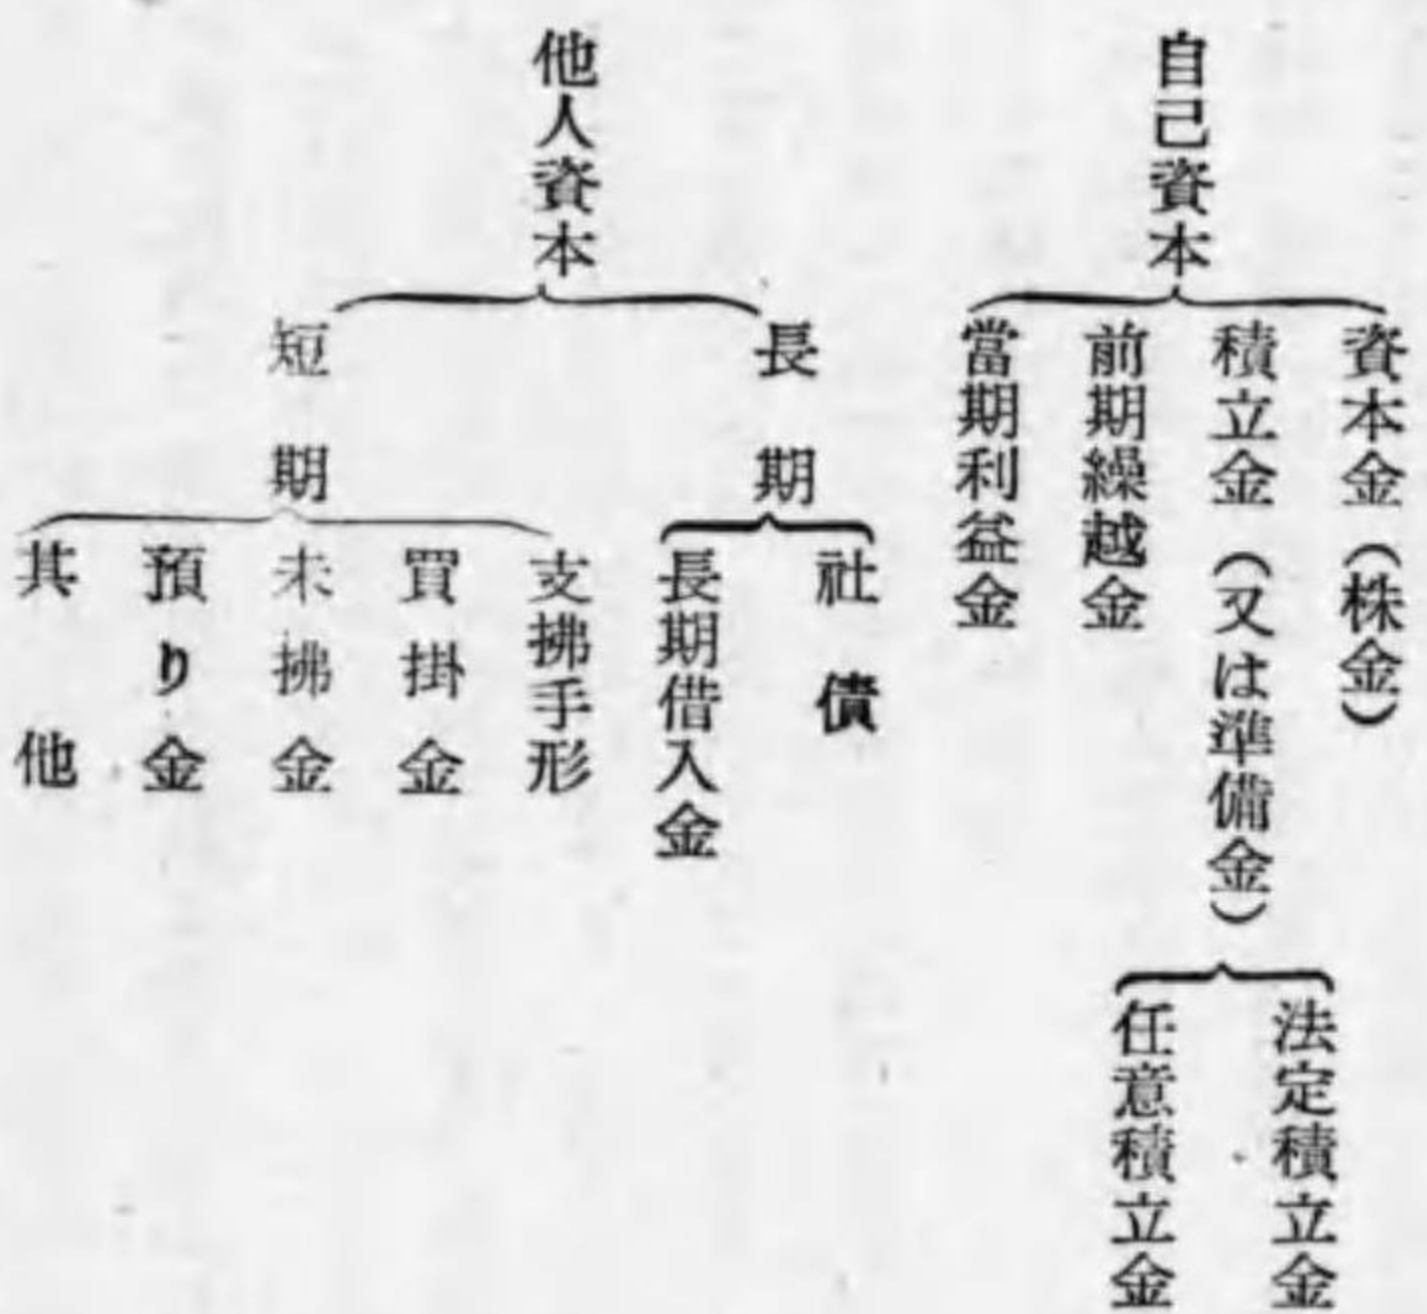 自己資本
資本金(株金)
積立金(又は準備金)
法定積立金
任意積立金
前期繰越金
當期利益金
他人資本
長期
社債
長期借入金
短期
支拂手形
買掛金
未拂金
預り金
其他